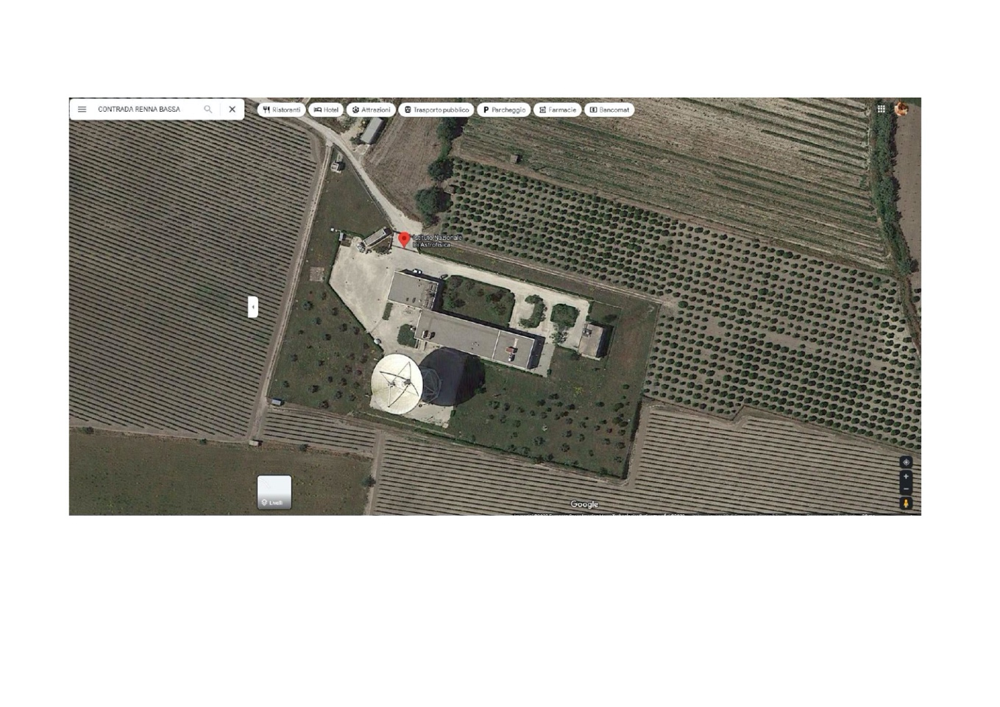 CONTRADA RENNA BASSA
Ristoranti
Hotel
Attrazioni
Trasporto pubblico
Parcheggio
Farmacie
Bancomat
Istituto Nazionale
Di Astrofisica
Livelli
Google